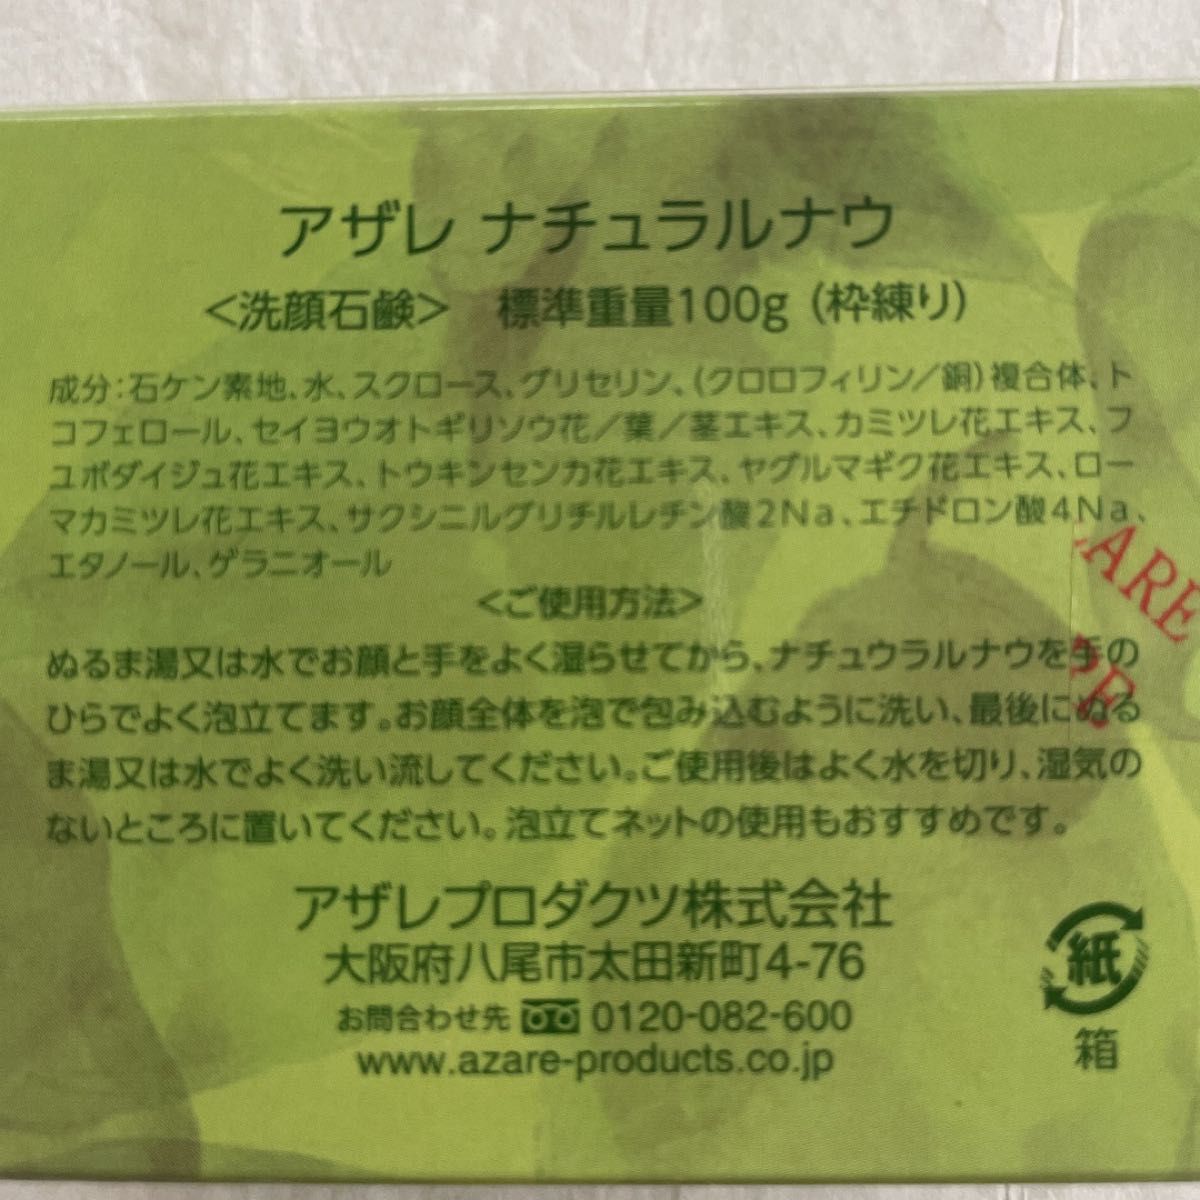 アザレ ナチュラルナウ
<洗顔石鹸> 標準重量100g (枠練り)
成分:石ケン素地、水、スクロース、グリセリン、(クロロフィリン/銅)複合体、ト
コフェロール、セイヨウオトギリソウ花/葉/茎エキス、カミツレ花エキス、フ
ユボダイジュ花エキス、トウキンセンカ花エキス、ヤグルマギク花エキス、ロー
マカミツレ花エキス、サクシニルグリチルレチン酸2Na、エチドロン酸4Na、
エタノール、ゲラニオール
<ご使用方法>
ぬるま湯又は水でお顔と手をよく湿らせてから、ナチュウラルナウを手の
ひらでよく泡立てます。お顔全体を泡で包み込むように洗い、最後にぬる
ま湯又は水でよく洗い流してください。ご使用後はよく水を切り、湿気の
ないところに置いてください。泡立てネットの使用もおすすめです。
アザレプロダクツ株式会社
大阪府八尾市太田新町4-76
お問合わせ先 0120-082-600
www.azare-products.co.jp
紙
箱